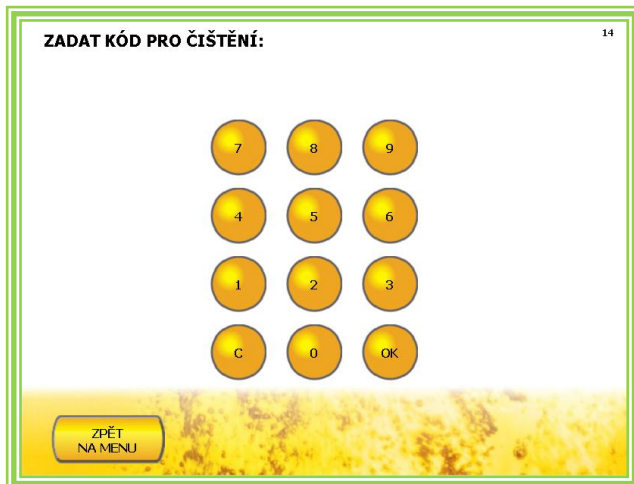 ZADAT KÓD PRO ČIŠTĚNÍ:
14
7 8 9
4 5 6
1 2 3
C 0 OK
ZPĚT
NA MENU